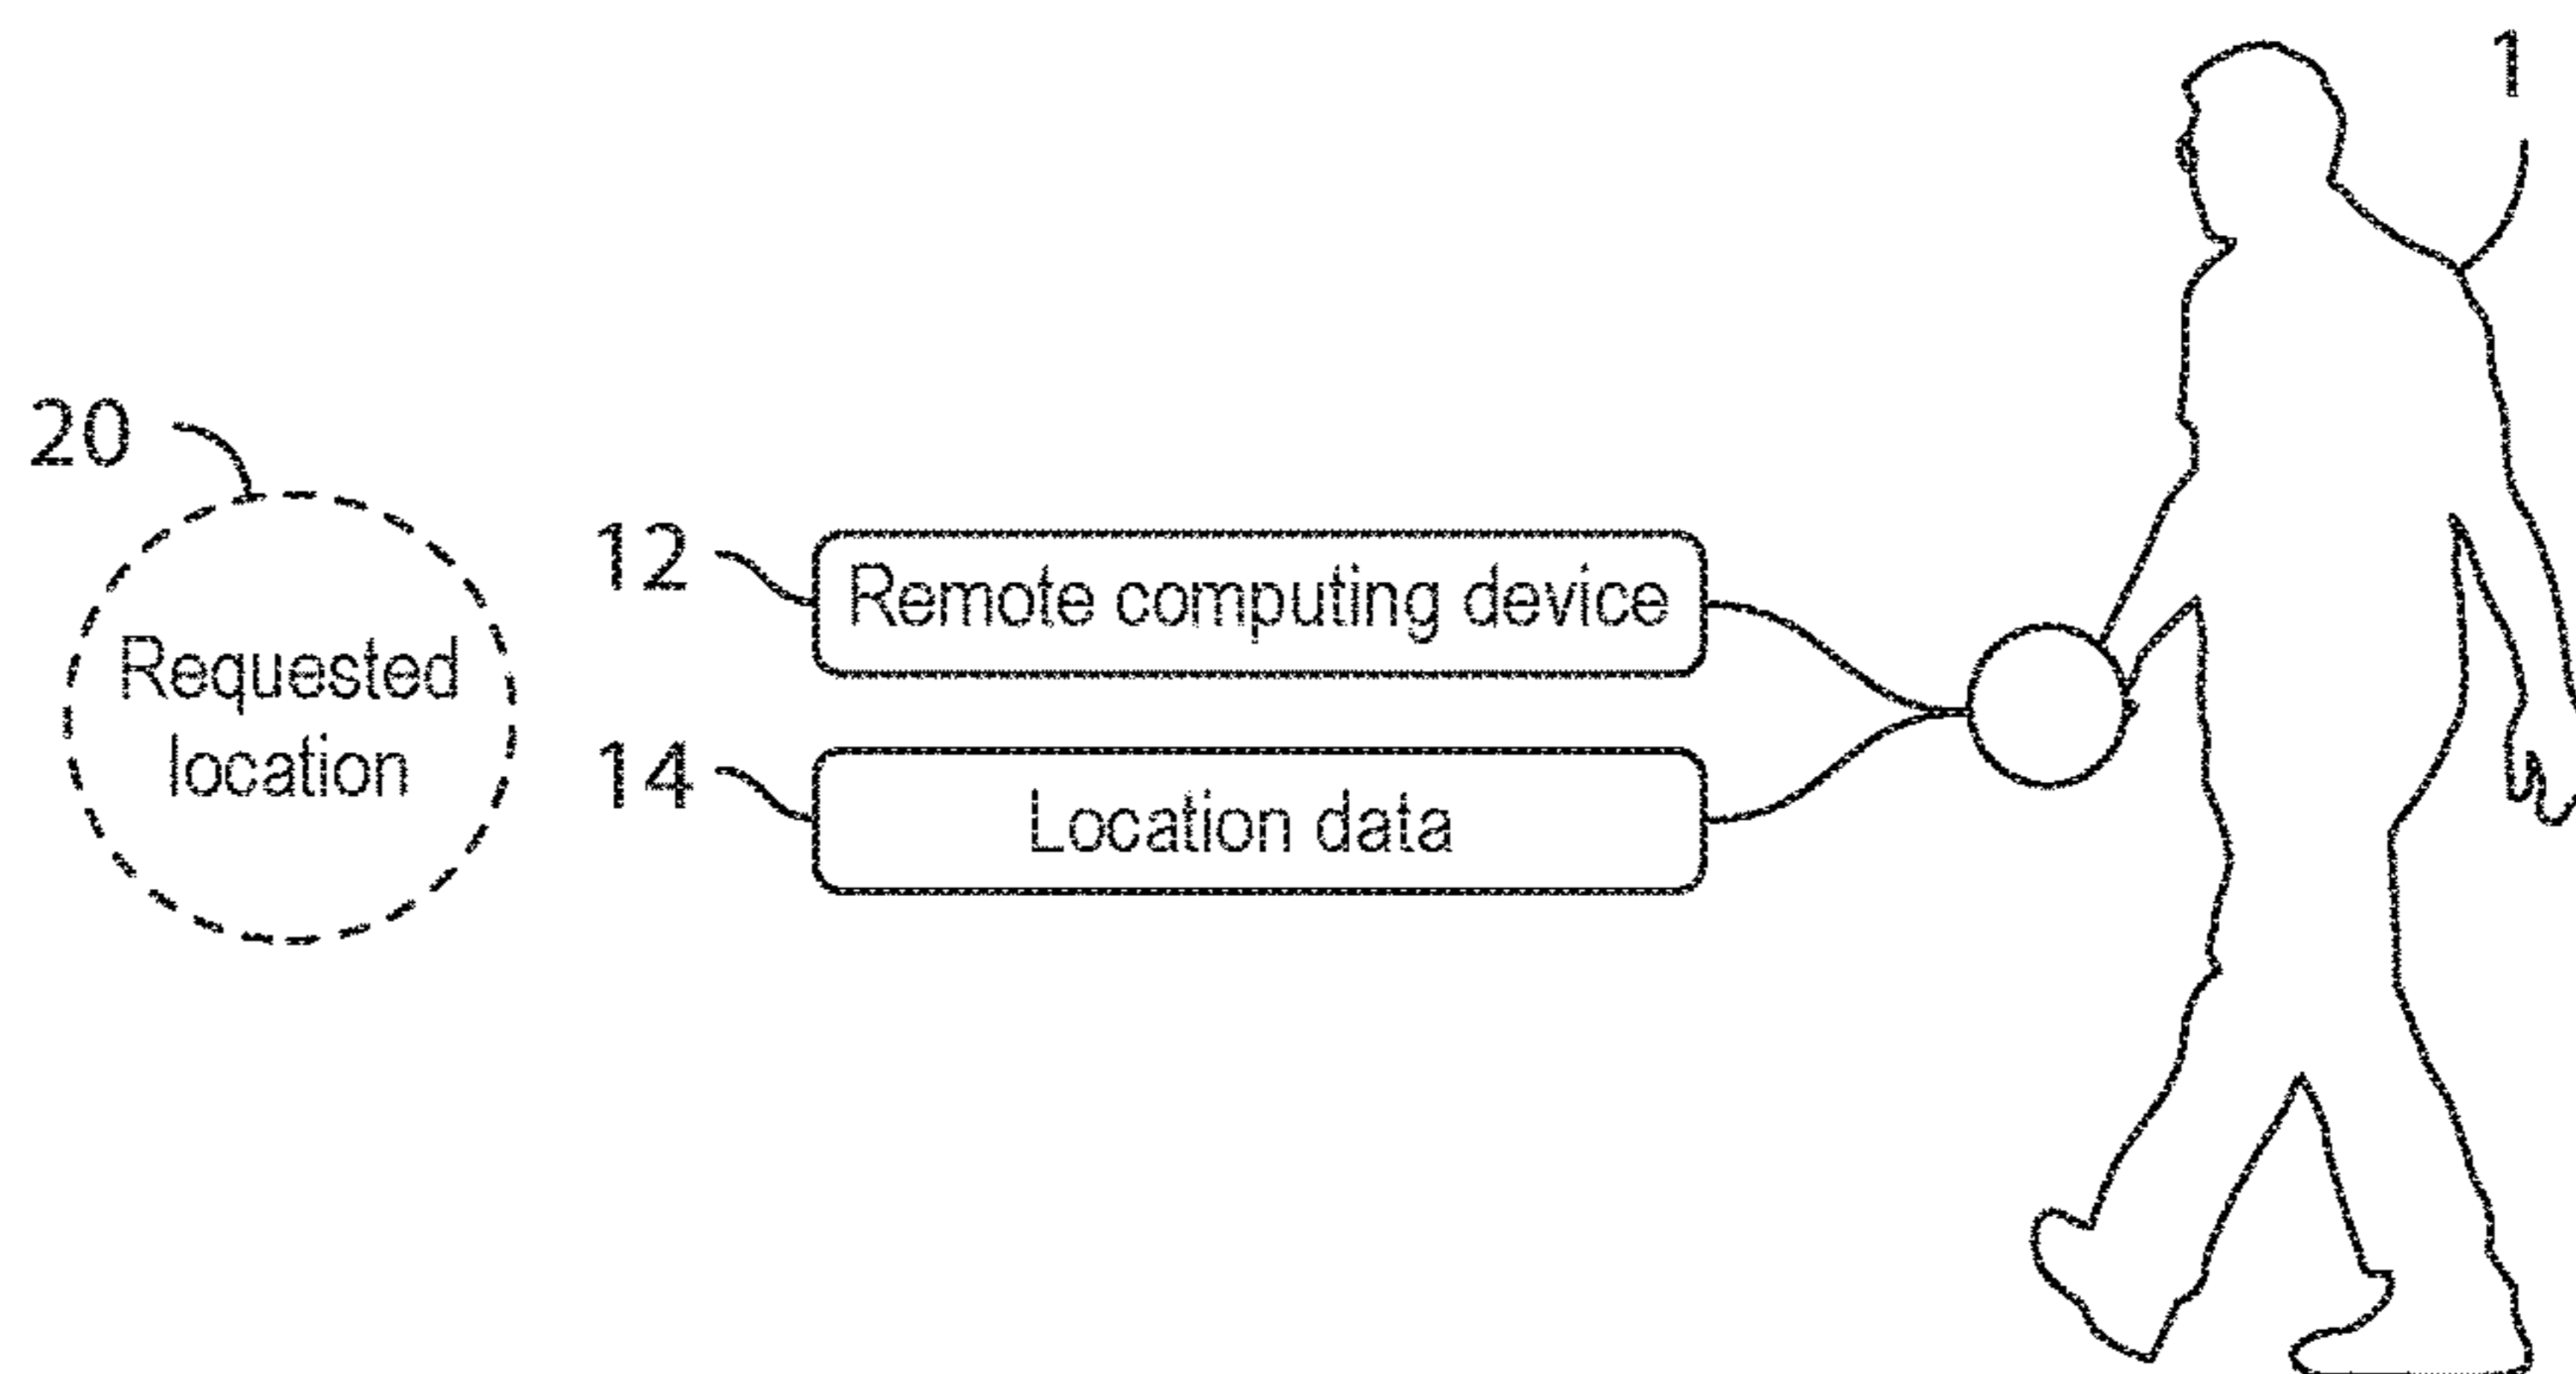 1
20
12
Remote computing device
Requested
location
14
Location data